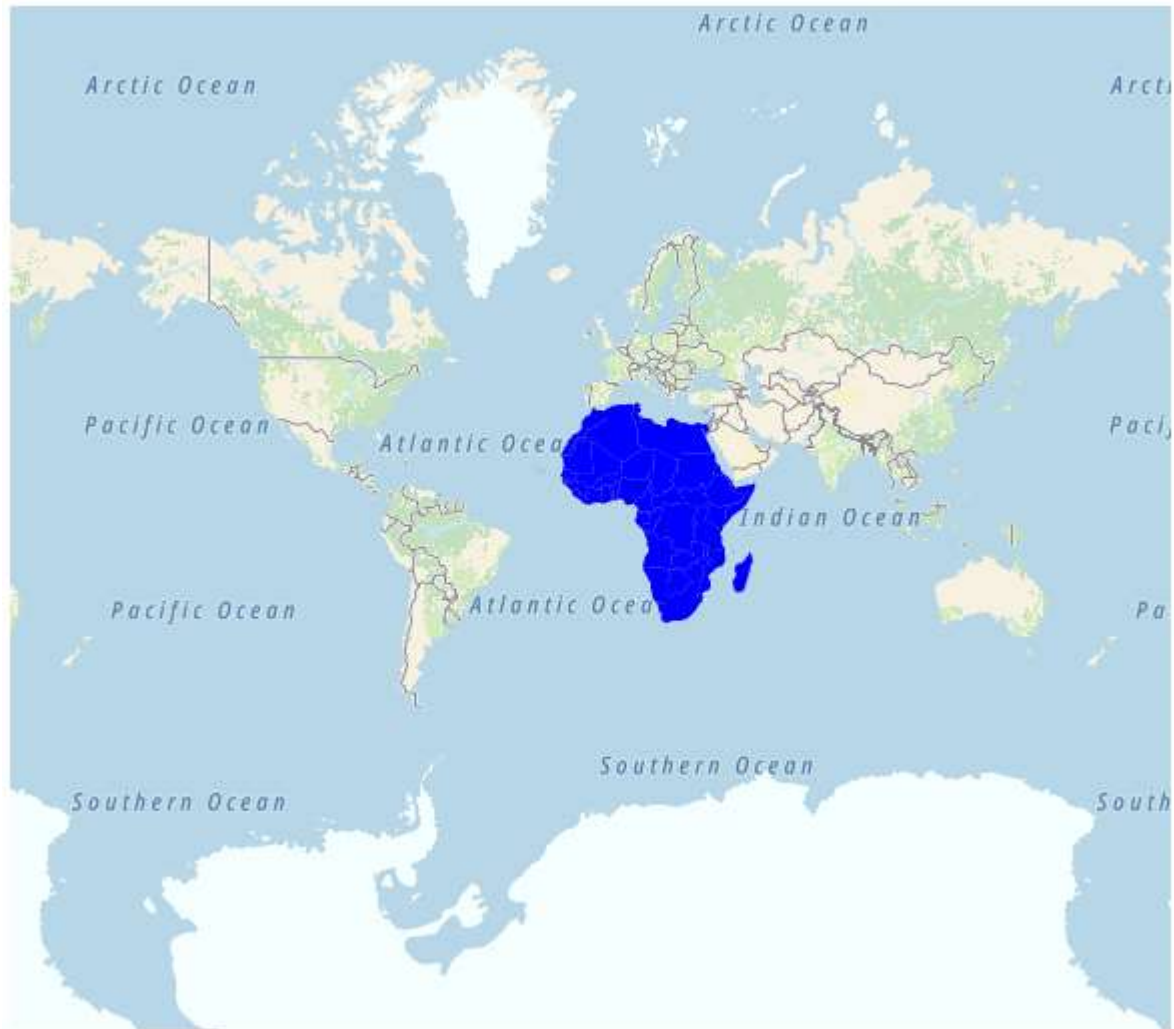 Arctic Ocean
Arctic Ocean
Arcti
Pacific Ocean
Atlantic Ocea
Pacif
Indian Ocean
Pacific Ocean
Atlantic Ocea
Pa
Southern Ocean
Southern Ocean
South